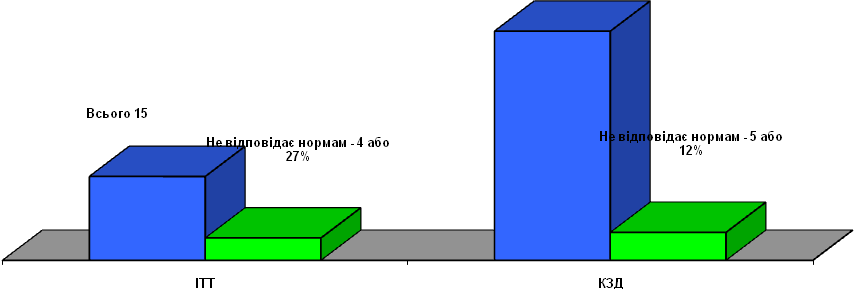 Всього 15
Не відповідає нормам - 4 або
27%
Не відповідає нормам - 5 або
12%
ІТТ
КЗД